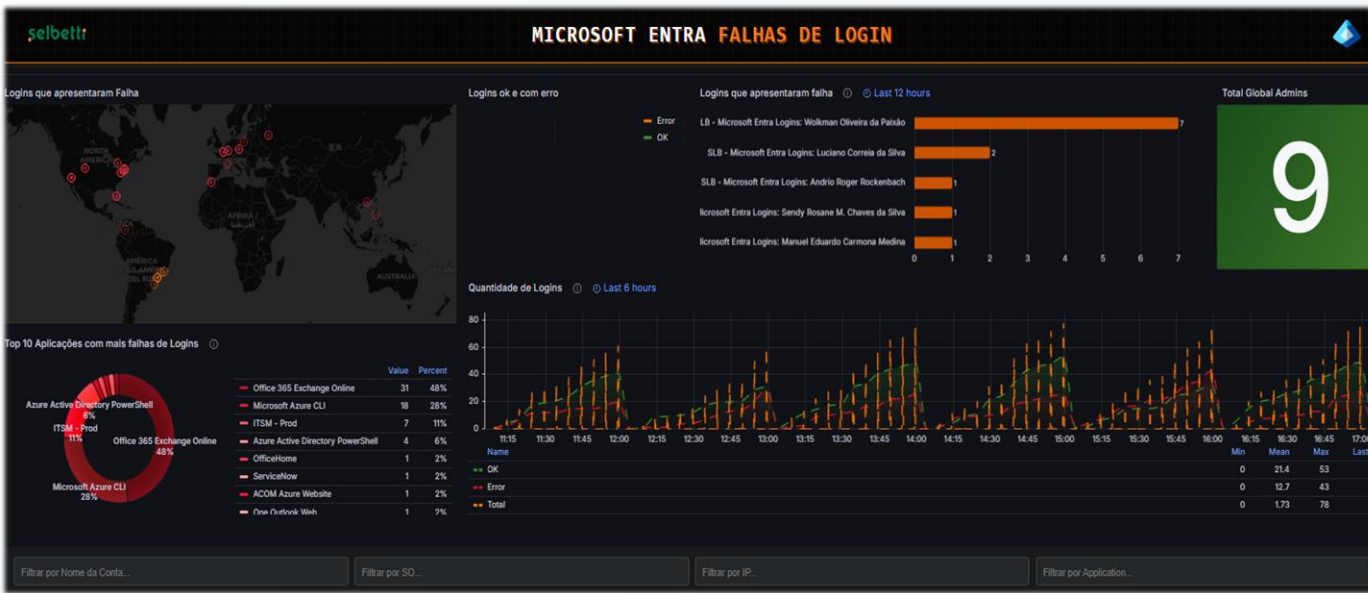 selbetti
MICROSOFT ENTRA FALHAS DE LOGIN
Logins que apresentaram Falha
NORTH
AMERICA
EUROPE
AFRIKA /
AMÉRICA
DEL SUR
AUSTRALIA
Logins ok e com erro
Error
OK
Logins que apresentaram falha Last 12 hours
LB - Microsoft Entra Logins: Wolkman Oliveira da Paixão 7
SLB - Microsoft Entra Logins: Luciano Correia da Silva 2
SLB - Microsoft Entra Logins: Andrio Roger Rockenbach 1
licrosoft Entra Logins: Sendy Rosane M. Chaves da Silva 1
licrosoft Entra Logins: Manuel Eduardo Carmona Medina 1
0 1 2 3 4 5 6 7
Total Global Admins
9
Top 10 Aplicações com mais falhas de Logins
Azure Active Directory PowerShell
6%
ITSM - Prod
11%
Office 365 Exchange Online
48%
Microsoft Azure CLI
28%
Value Percent
Office 365 Exchange Online 31 48%
Microsoft Azure CLI 18 28%
ITSM - Prod 7 11%
Azure Active Directory PowerShell 4 6%
OfficeHome 1 2%
ServiceNow 1 2%
ACOM Azure Website 1 2%
One Outlook Web 1 2%
Quantidade de Logins Last 6 hours
80
60
40
20
0
11:15 11:30 11:45 12:00 12:15 12:30 12:45 13:00 13:15 13:30 13:45 14:00 14:15 14:30 14:45 15:00 15:15 15:30 15:45 16:00 16:15 16:30 16:45 17:00
Name Min Mean Max Last
OK 0 21.4 53
Error 0 12.7 43
Total 0 1.73 78
Filtrar por Nome da Conta...
Filtrar por SO...
Filtrar por IP...
Filtrar por Application...